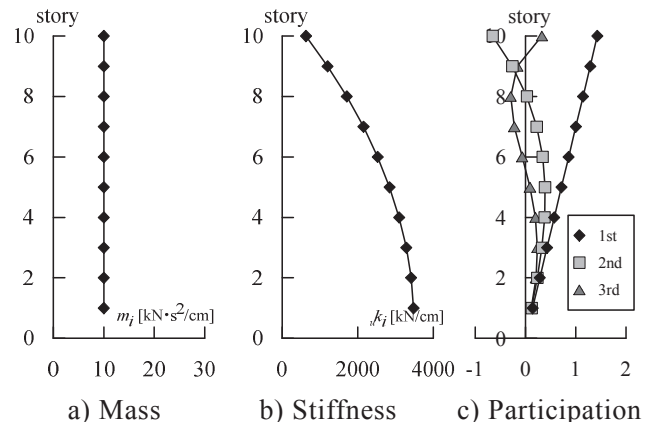 story
10
8
6
4
2
0
0
10
20
30
m_i [kN•s²/cm]
a) Mass
story
10
8
6
4
2
0
0
2000
4000
k_i [kN/cm]
b) Stiffness
story
10
8
6
4
2
0
-1
0
1
2
1st
2nd
3rd
c) Participation